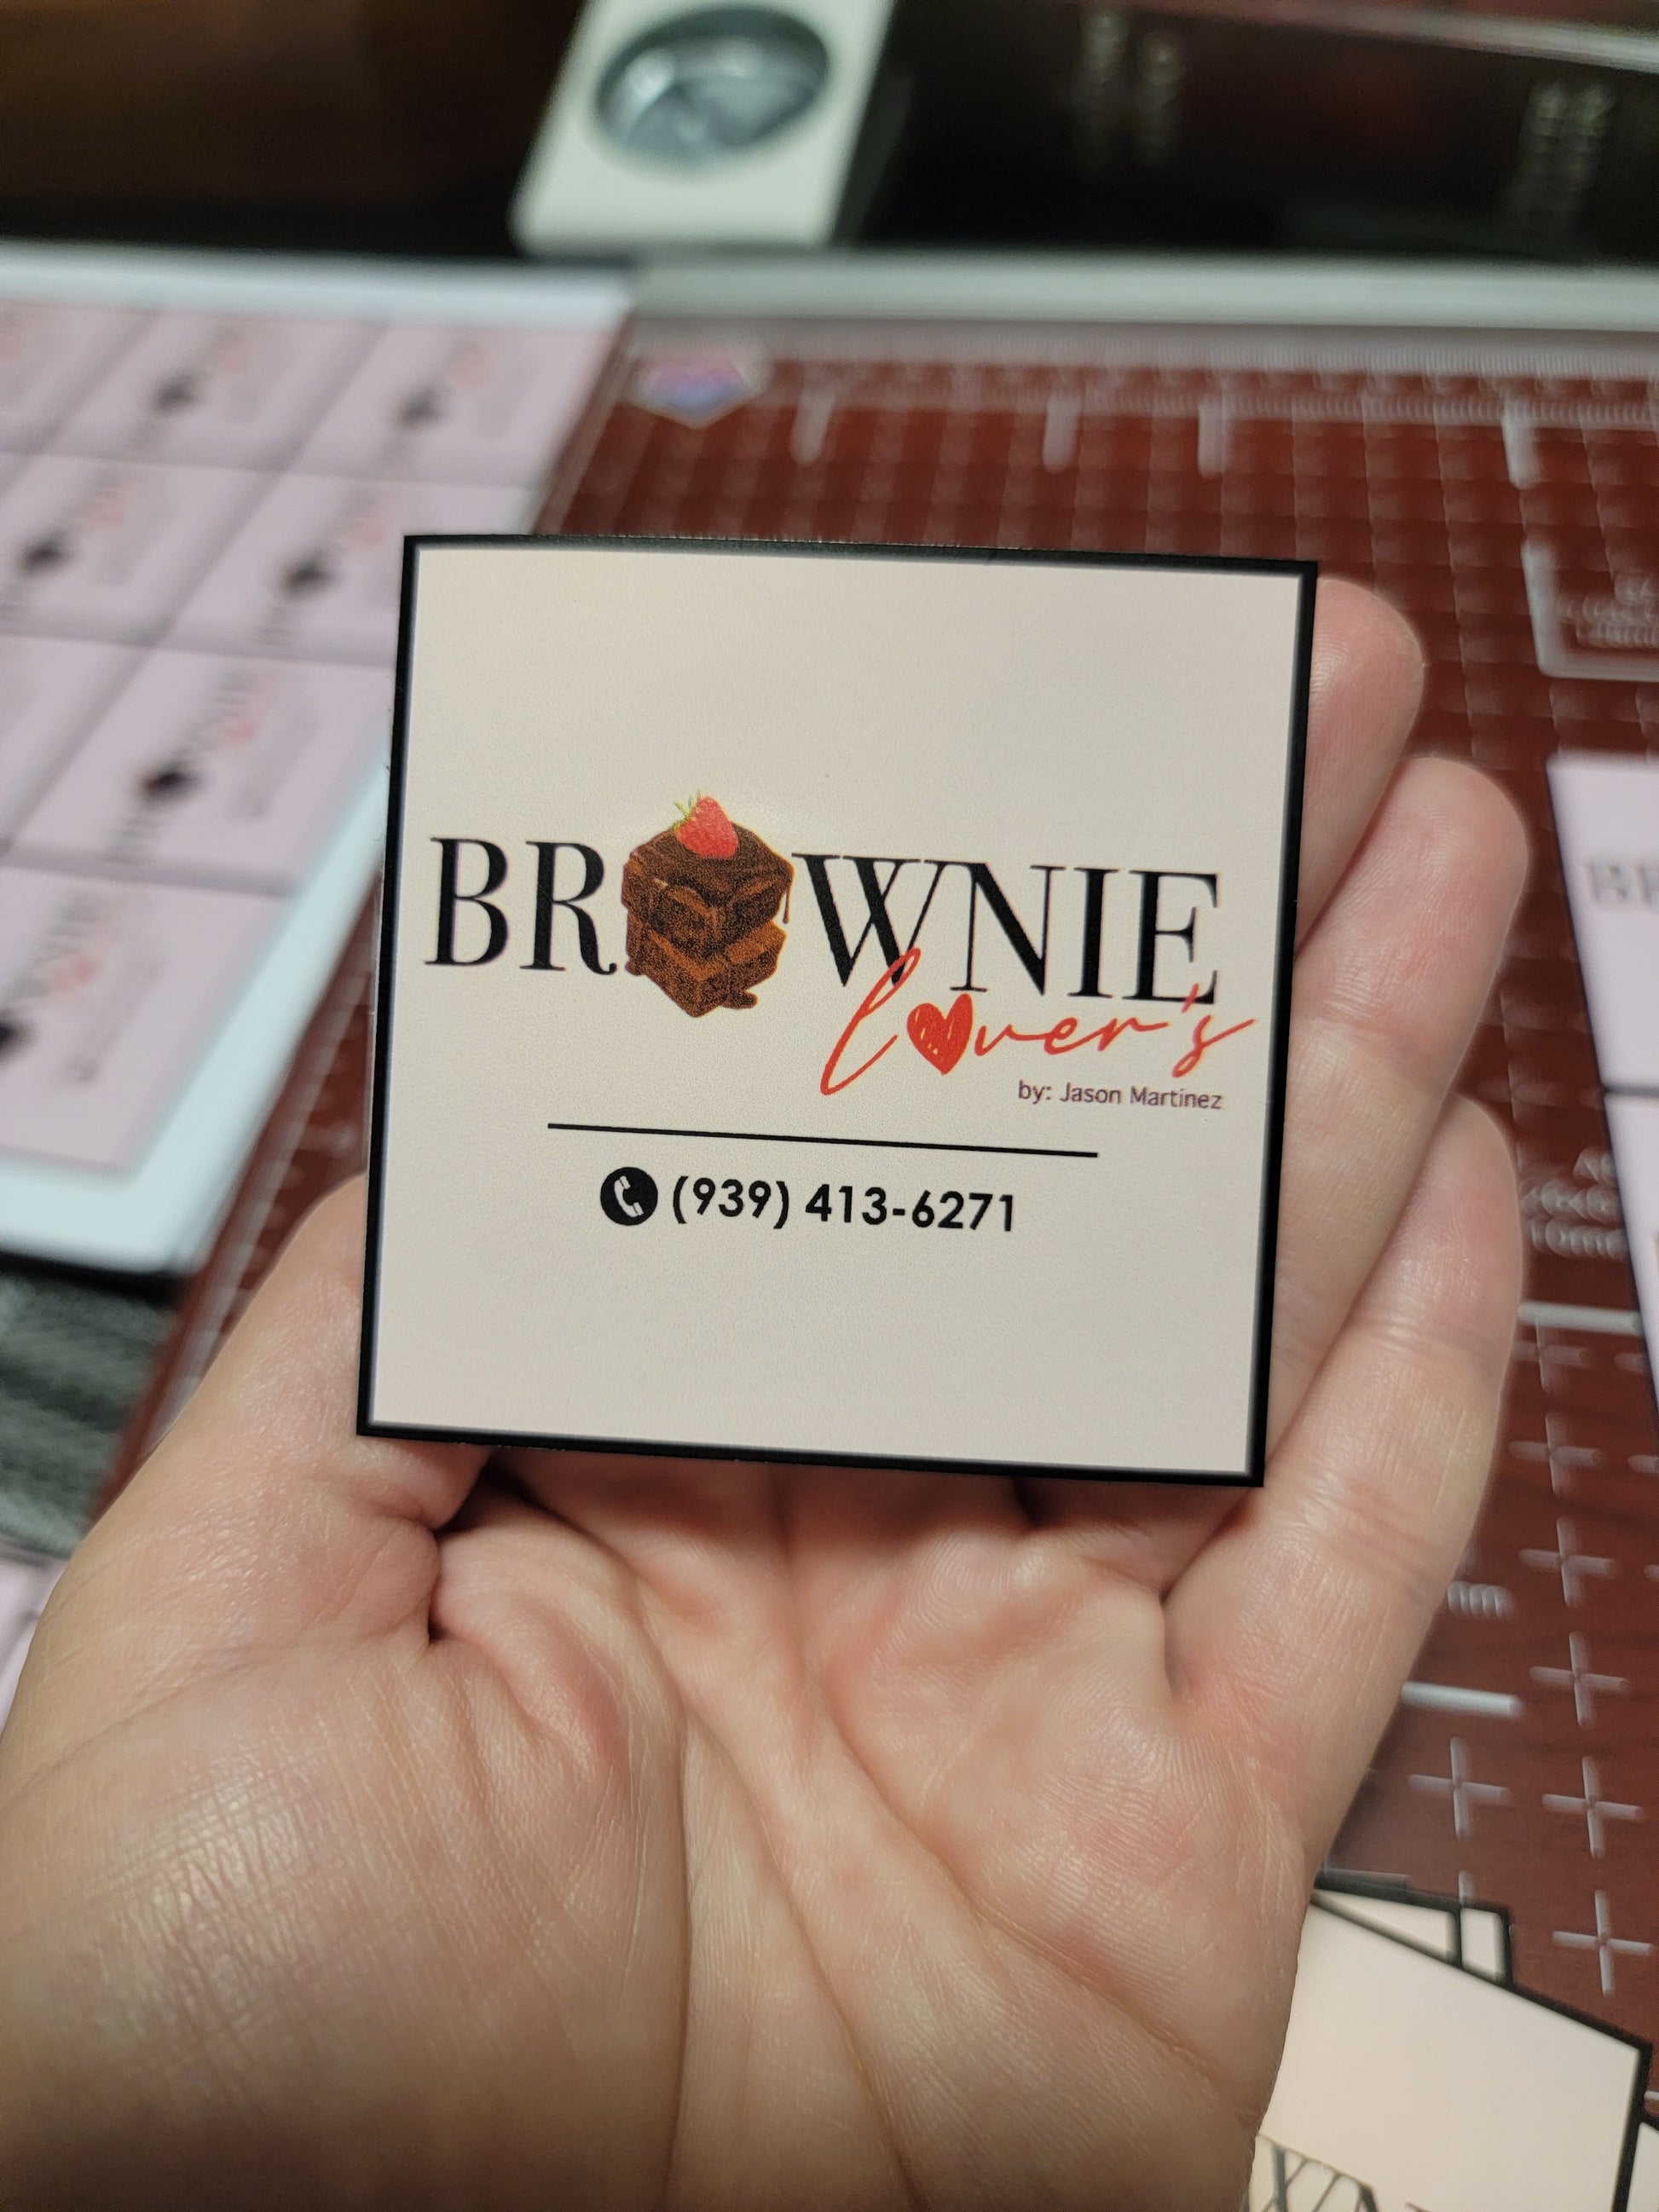 BROWNIE
lover's
by: Jason Martinez
(939) 413-6271